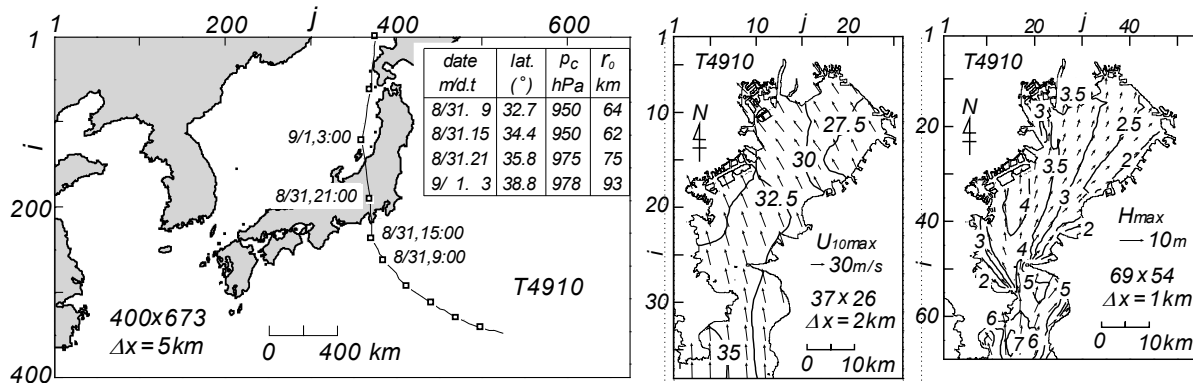 1 200 j 400 600
1
i
200
400
date lat. pc r₀
m/d.t (°) hPa km
8/31. 9 32.7 950 64
8/31.15 34.4 950 62
8/31.21 35.8 975 75
9/ 1. 3 38.8 978 93
9/1,3:00
8/31,21:00
8/31,15:00
8/31,9:00
T4910
400x673
Δx=5km
0 400 km
1 10 j 20
1
10
20
i
30
T4910
N
27.5
30
32.5
35
U10max
30m/s
37x26
Δx=2km
0 10km
1 20 j 40
1
20
40
i
60
T4910
N
3 3.5
2.5
3.5 2
3
4
3 4 2
2 5 5
6
7 6
Hmax
10m
69x54
Δx=1km
0 10km